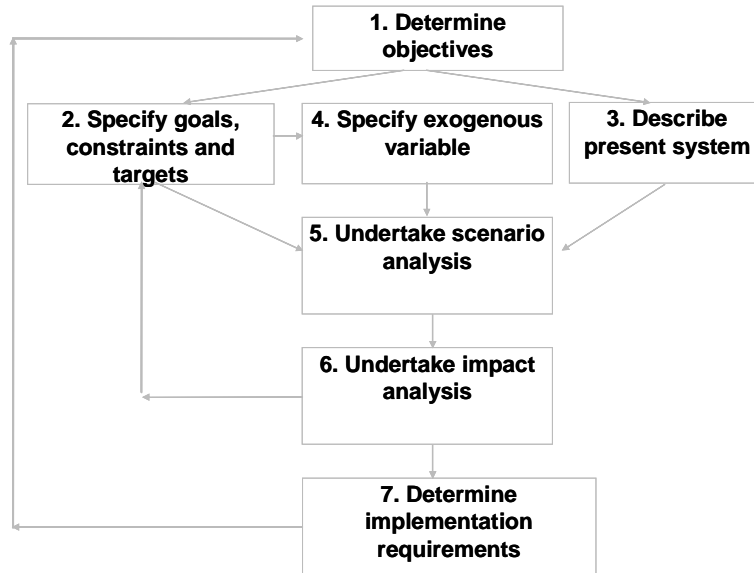 1. Determine
objectives
2. Specify goals,
constraints and
targets
4. Specify exogenous
variable
3. Describe
present system
5. Undertake scenario
analysis
6. Undertake impact
analysis
7. Determine
implementation
requirements